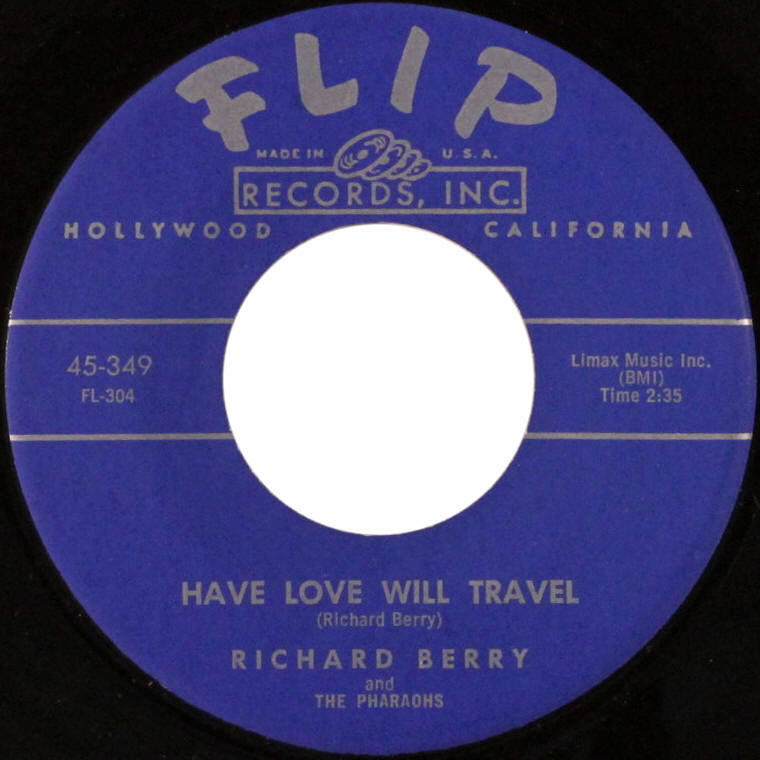 FLIP
MADE IN U.S.A.
RECORDS, INC.
HOLLYWOOD CALIFORNIA
45-349
FL-304
Limax Music Inc.
(BMI)
Time 2:35
HAVE LOVE WILL TRAVEL
(Richard Berry)
RICHARD BERRY
and
THE PHARAOHS